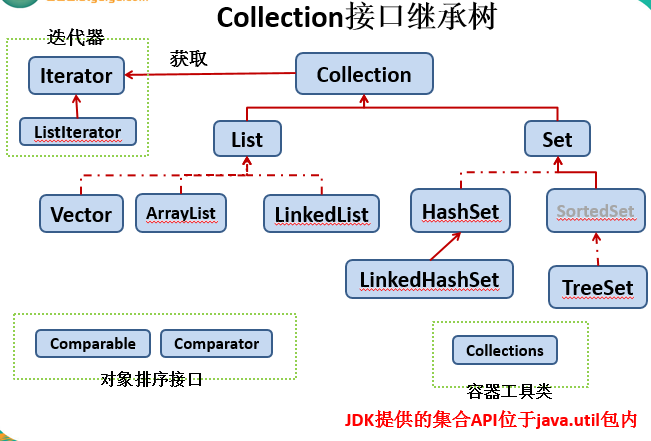 Collection接口继承树
迭代器
Iterator
获取
Collection
ListIterator
List
Set
Vector
ArrayList
LinkedList
HashSet
SortedSet
LinkedHashSet
TreeSet
Comparable
Comparator
对象排序接口
Collections
容器工具类
JDK提供的集合API位于java.util包内